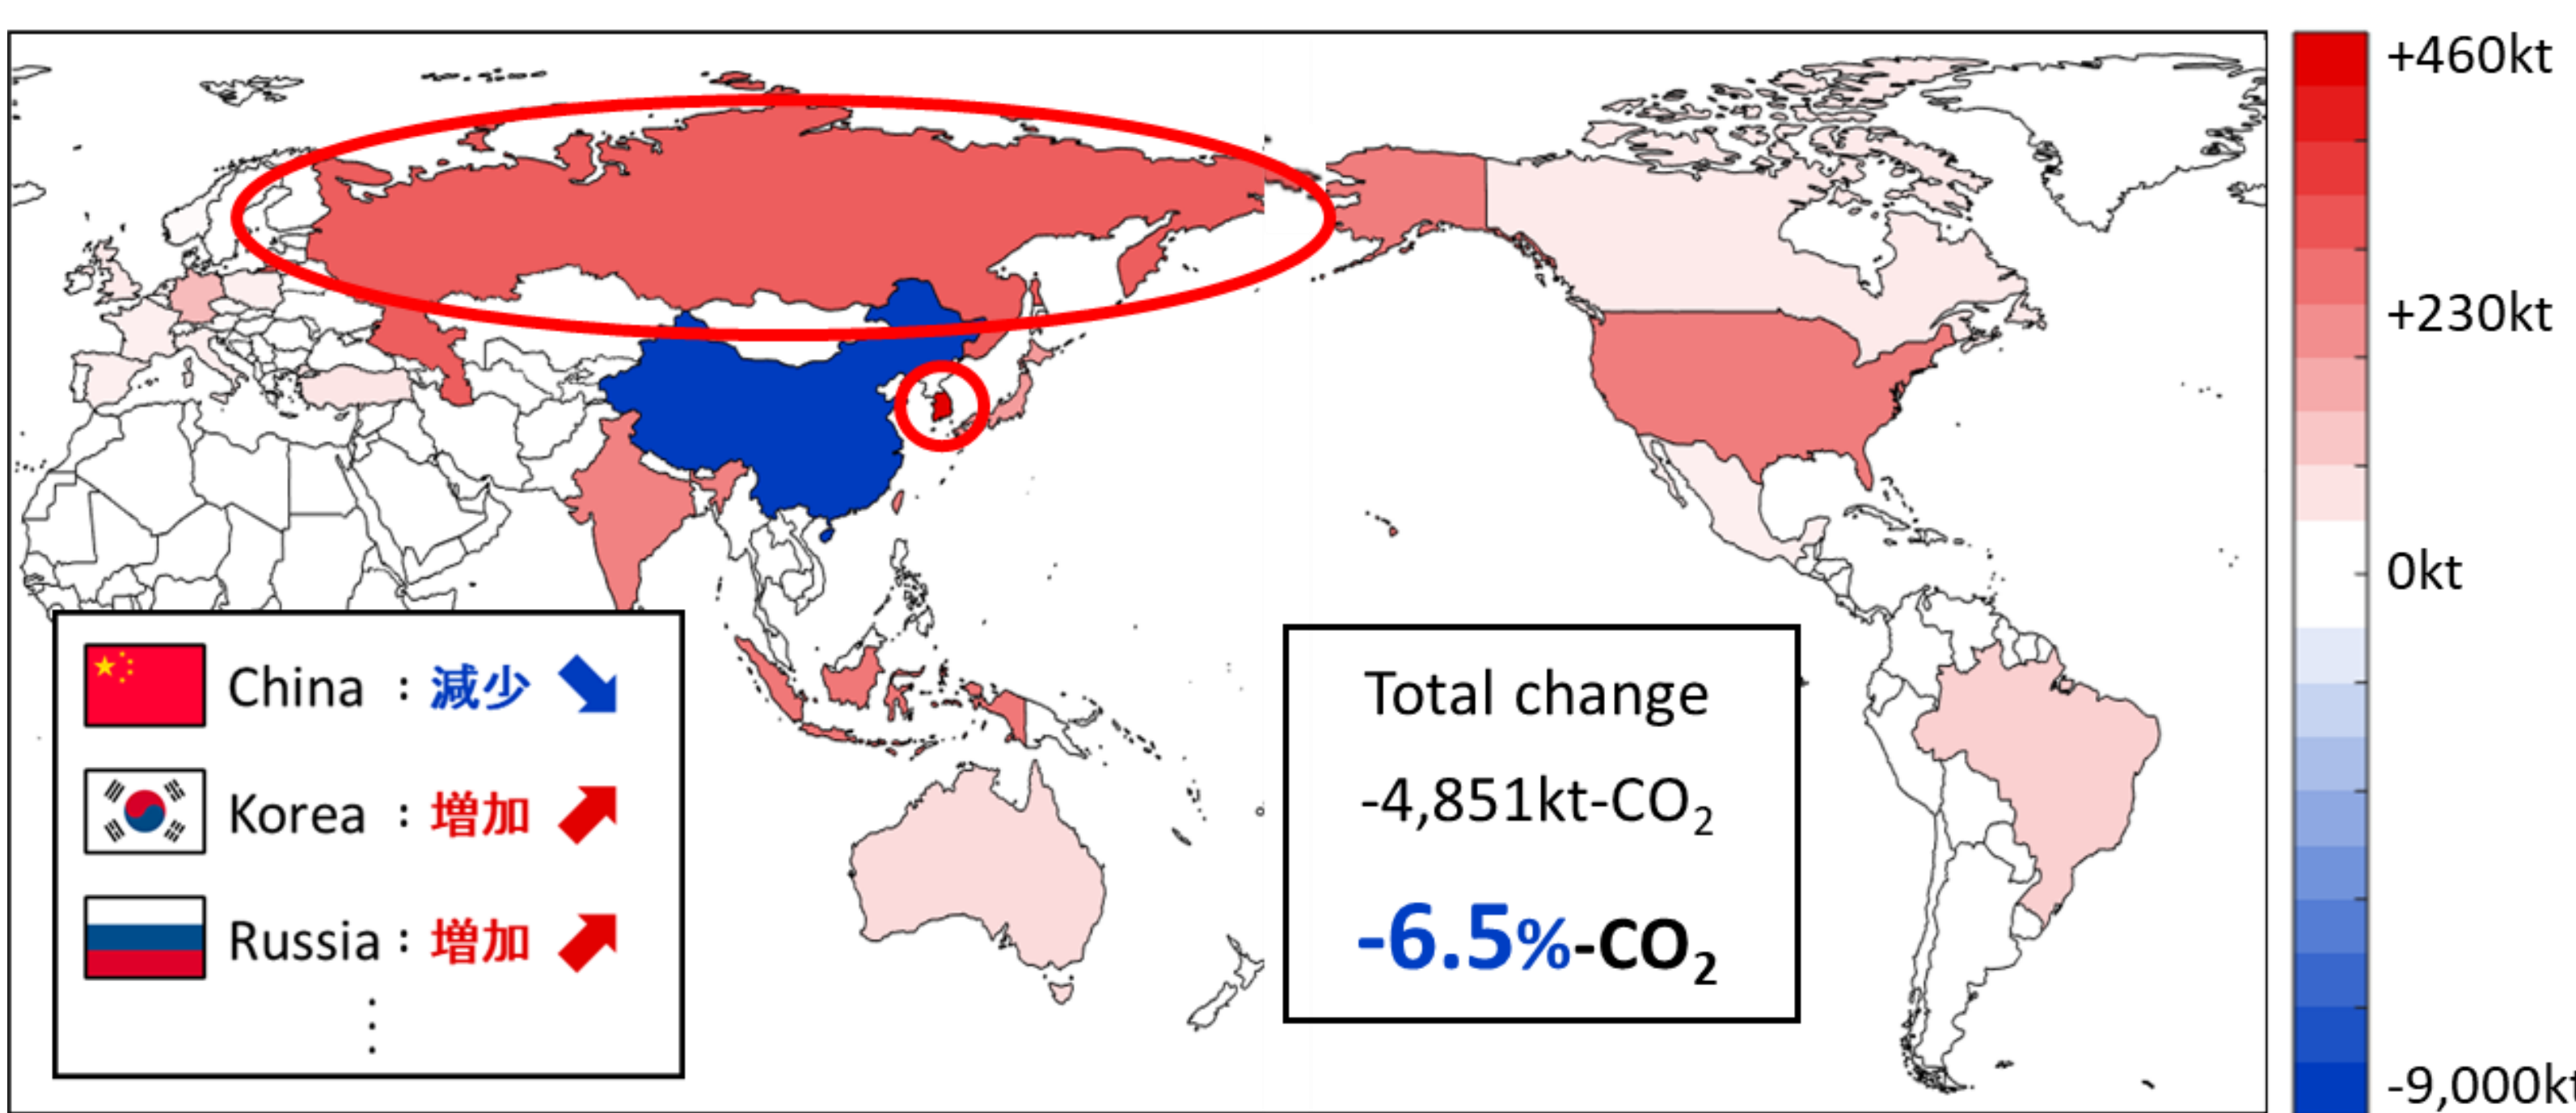 China : 減少
Korea : 増加
Russia : 増加
Total change
-4,851kt-CO₂
-6.5%-CO₂
+460kt
+230kt
0kt
-9,000kt